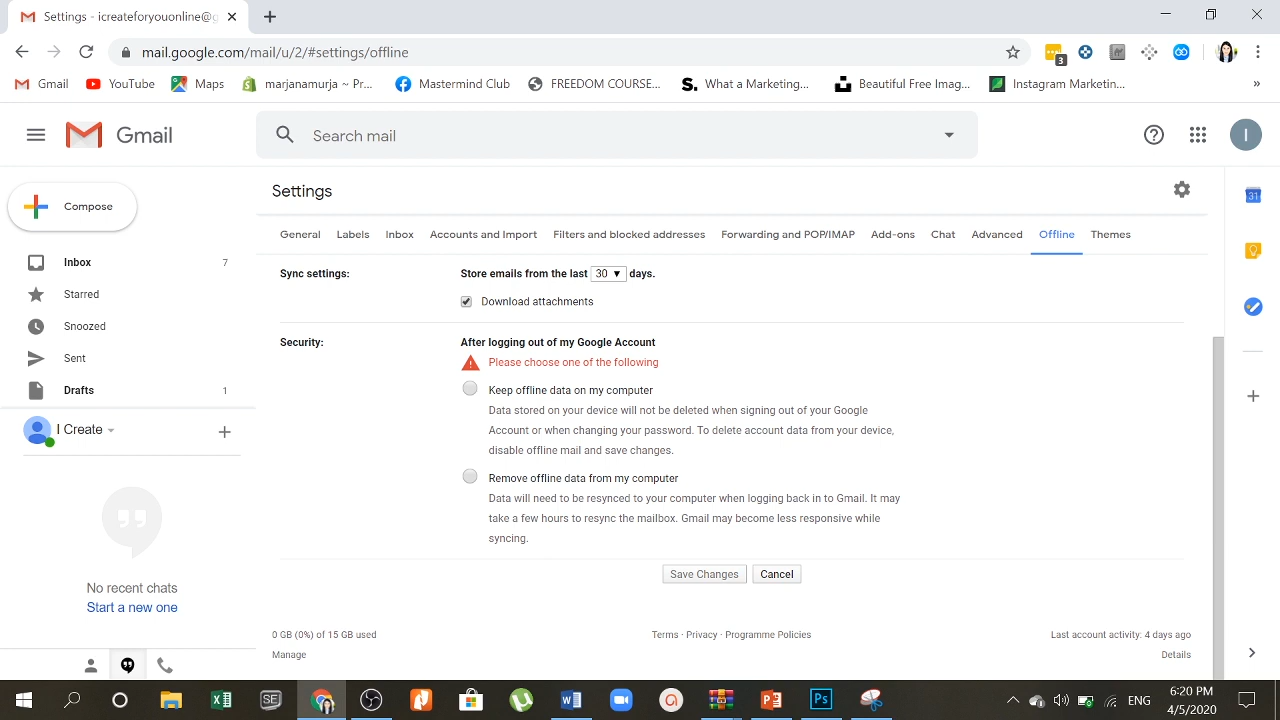 Settings - icreateforyouonline@g
mail.google.com/mail/u/2/#settings/offline
3
Gmail
YouTube
Maps
marjanamurja ~ Pr...
Mastermind Club
FREEDOM COURSE...
S. What a Marketing...
Beautiful Free Imag...
Instagram Marketin...
»
Gmail
Search mail
I
Compose
Settings
31
General Labels Inbox Accounts and Import Filters and blocked addresses Forwarding and POP/IMAP Add-ons Chat Advanced Offline Themes
Inbox 7
Starred
Snoozed
Sent
Drafts 1
I Create
No recent chats
Start a new one
Sync settings: Store emails from the last 30 days.
Download attachments
Security: After logging out of my Google Account
Please choose one of the following
Keep offline data on my computer
Data stored on your device will not be deleted when signing out of your Google
Account or when changing your password. To delete account data from your device,
disable offline mail and save changes.
Remove offline data from my computer
Data will need to be resynced to your computer when logging back in to Gmail. It may
take a few hours to resync the mailbox. Gmail may become less responsive while
syncing.
Save Changes Cancel
0 GB (0%) of 15 GB used
Manage
Terms · Privacy · Programme Policies
Last account activity: 4 days ago
Details
SE
Ps
ENG
6:20 PM
4/5/2020